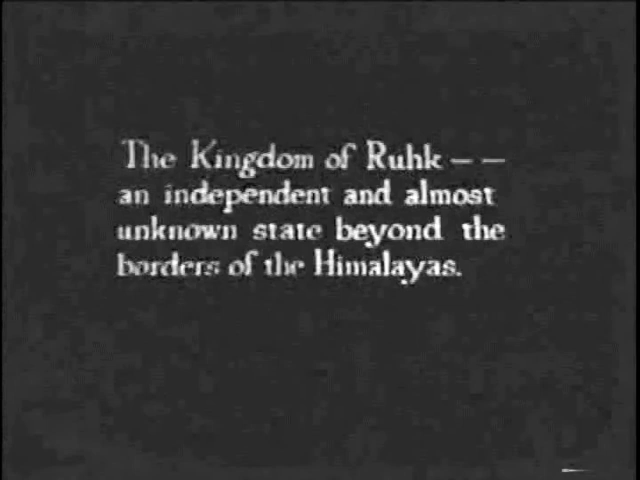 The Kingdom of Ruhk — —
an independent and almost
unknown state beyond the
borders of the Himalayas.